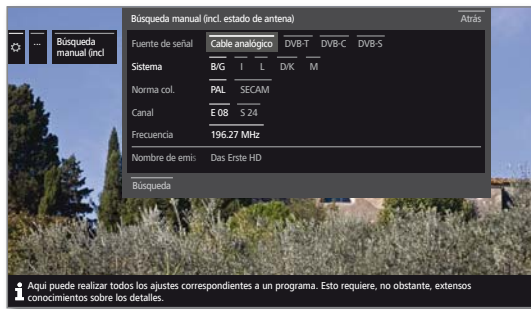 Búsqueda manual (incl. estado de antena) Atrás
... Búsqueda
manual (incl
Fuente de señal Cable analógico DVB-T DVB-C DVB-S
Sistema B/G I L D/K M
Norma col. PAL SECAM
Canal E 08 S 24
Frecuencia 196.27 MHz
Nombre de emis Das Erste HD
Búsqueda
Aqui puede realizar todos los ajustes correspondientes a un programa. Esto requiere, no obstante, extensos
conocimientos sobre los detalles.